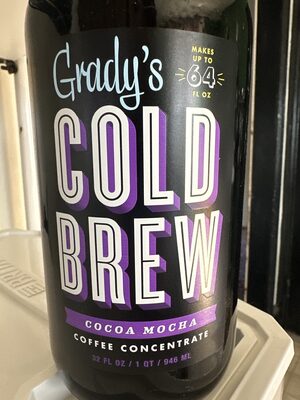 Grady's
MAKES
UP TO
64
FL OZ
COLD
BREW
COCOA MOCHA
COFFEE CONCENTRATE
32 FL OZ / 1 QT / 946 ML